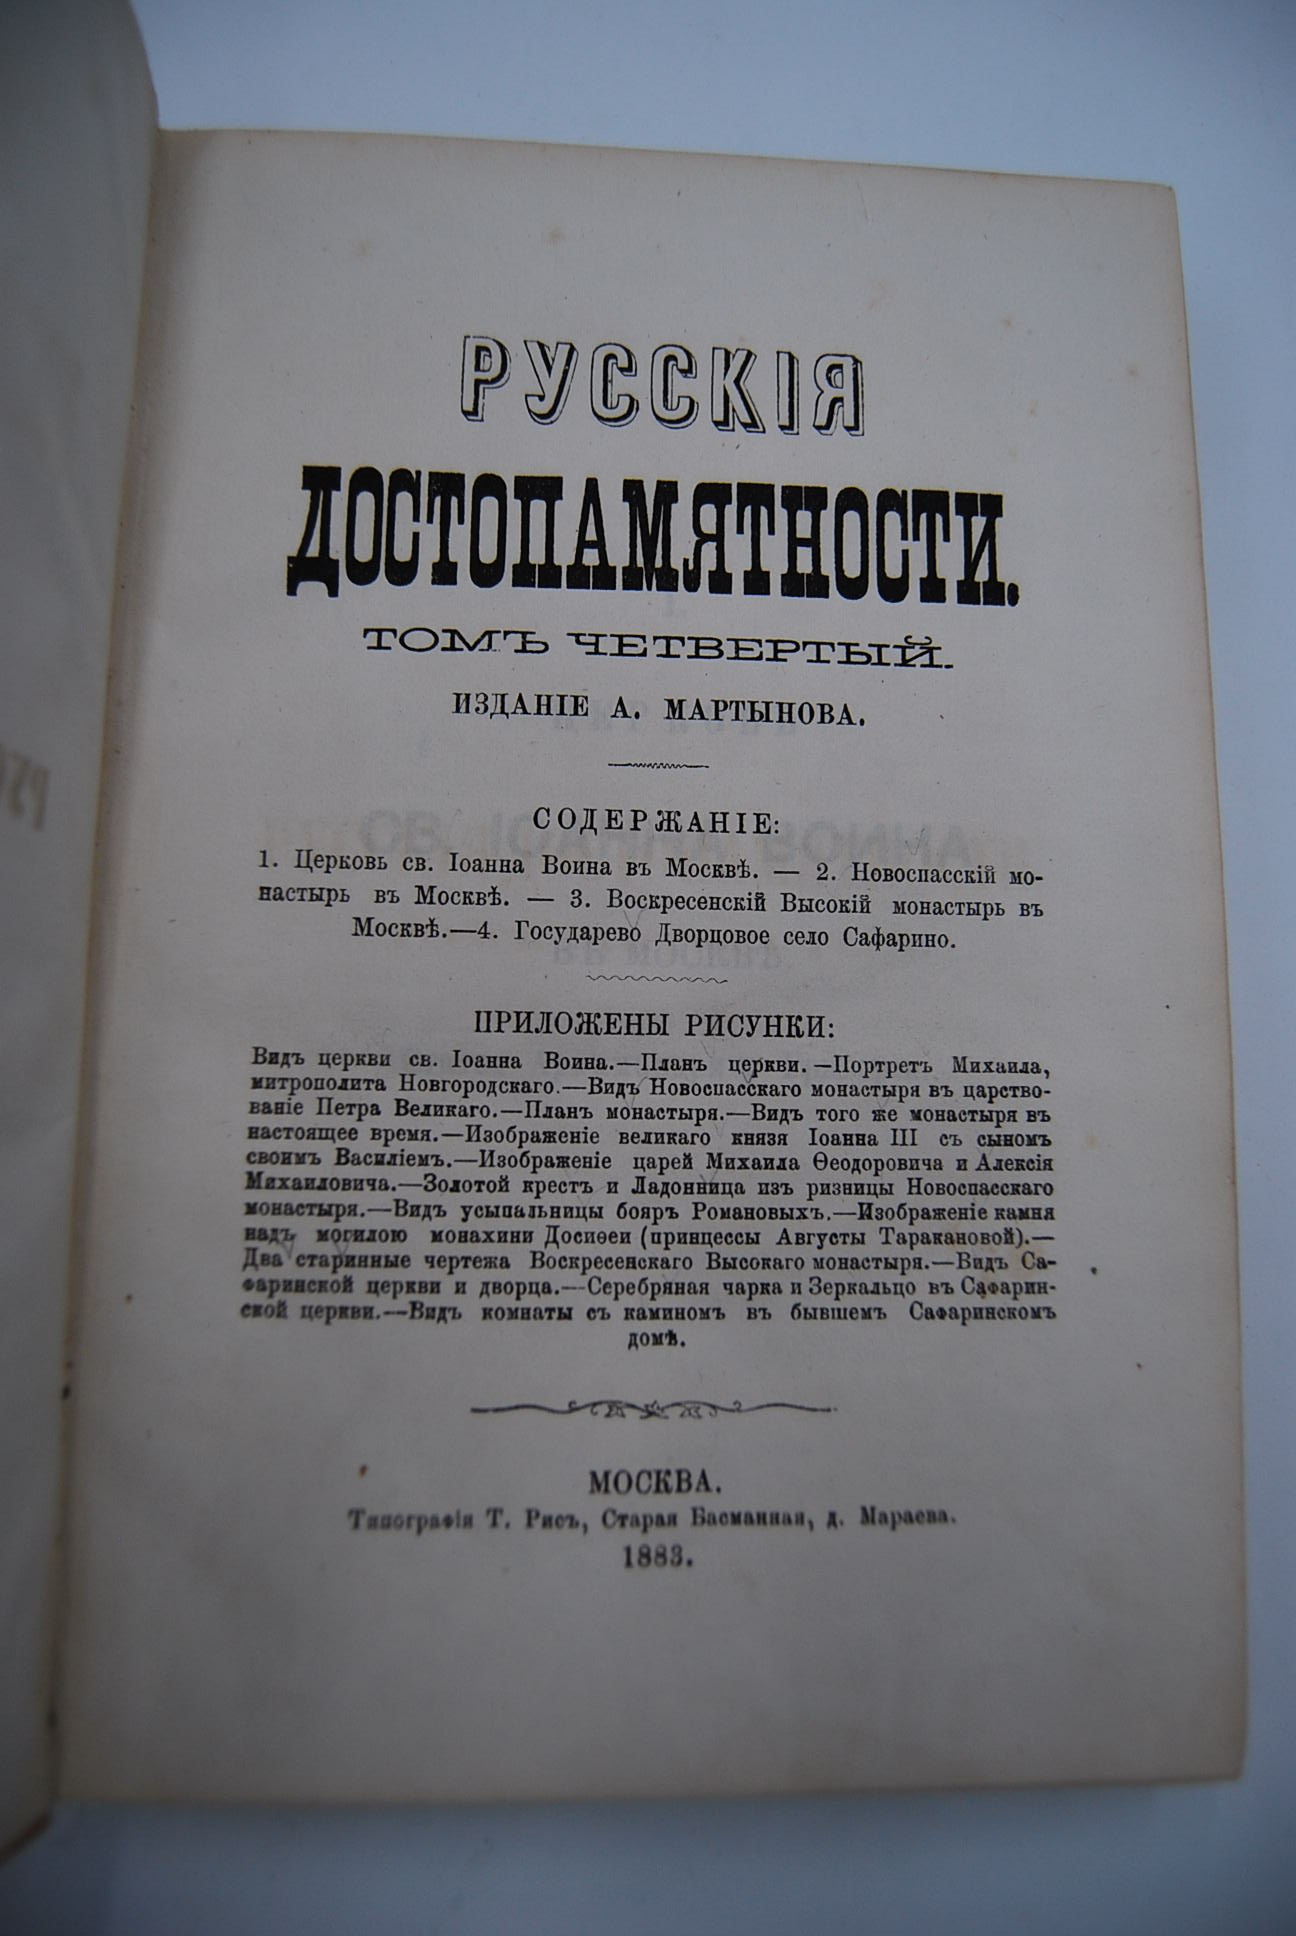 РУССКІЯ
ДОСТОПАМЯТНОСТИ.
ТОМЪ ЧЕТВЕРТЫЙ.
ИЗДАНІЕ А. МАРТЫНОВА.
СОДЕРЖАНІЕ:
1. Церковь св. Іоанна Воина въ Москвѣ. — 2. Новоспасскій мо-
настырь въ Москвѣ. — 3. Воскресенскій Высокій монастырь въ
Москвѣ.—4. Государево Дворцовое село Сафарино.
ПРИЛОЖЕНЫ РИСУНКИ:
Видъ церкви св. Іоанна Воина.—Планъ церкви.—Портретъ Михаила,
митрополита Новгородскаго.—Видъ Новоспасскаго монастыря въ царство-
ваніе Петра Великаго.—Планъ монастыря.—Видъ того же монастыря въ
настоящее время.—Изображеніе великаго князя Іоанна III съ сыномъ
своимъ Василіемъ.—Изображеніе царей Михаила Ѳеодоровича и Алексія
Михаиловича.—Золотой крестъ и Ладонница изъ ризницы Новоспасскаго
монастыря.—Видъ усыпальницы бояръ Романовыхъ.—Изображеніе камня
надъ могилою монахини Досиѳеи (принцессы Августы Таракановой).—
Два старинные чертежа Воскресенскаго Высокаго монастыря.—Видъ Са-
фаринской церкви и дворца.—Серебряная чарка и Зеркальцо въ Сафарин-
ской церкви.—Видъ комнаты съ каминомъ въ бывшемъ Сафаринскомъ
домѣ.
МОСКВА.
Типографія Т. Рисъ, Старая Басманная, д. Мараева.
1883.